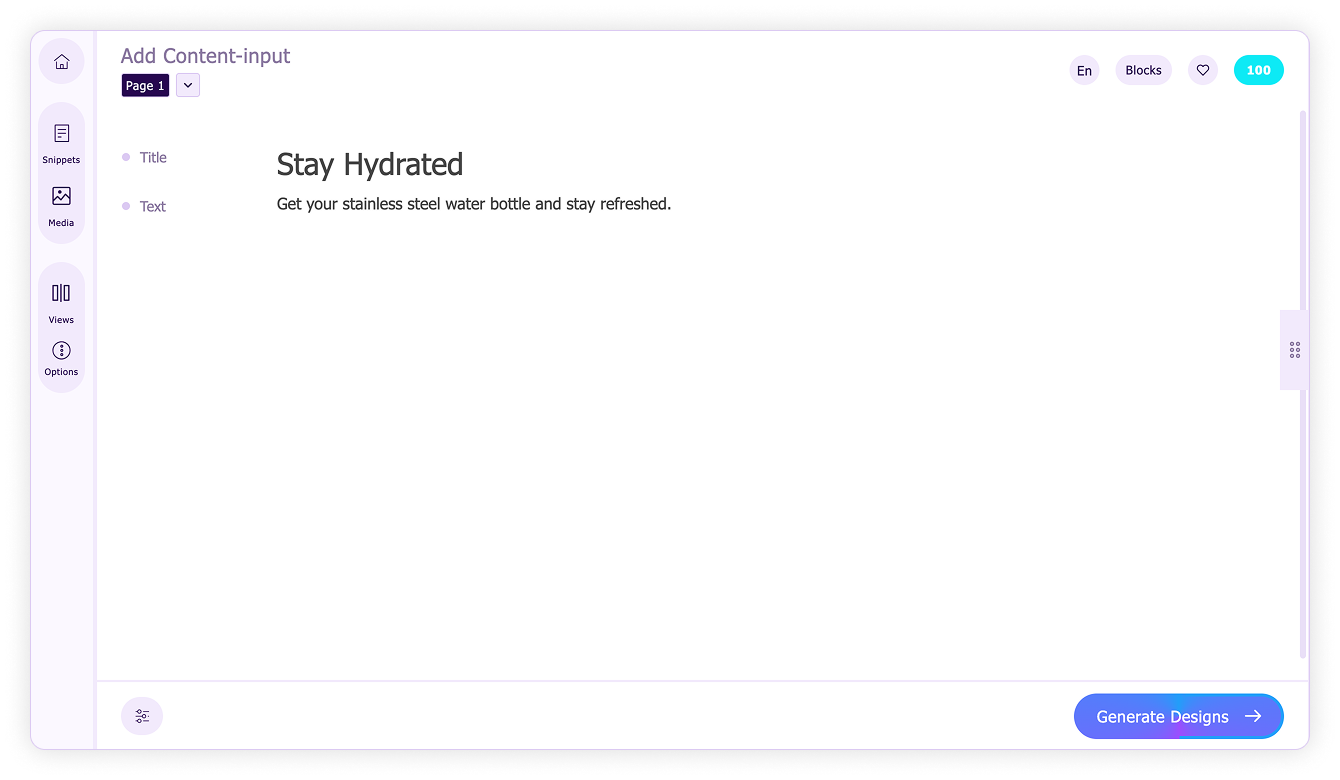 Add Content-input
Page 1
En
Blocks
100
Snippets
Media
Views
Options
Title
Stay Hydrated
Text
Get your stainless steel water bottle and stay refreshed.
Generate Designs